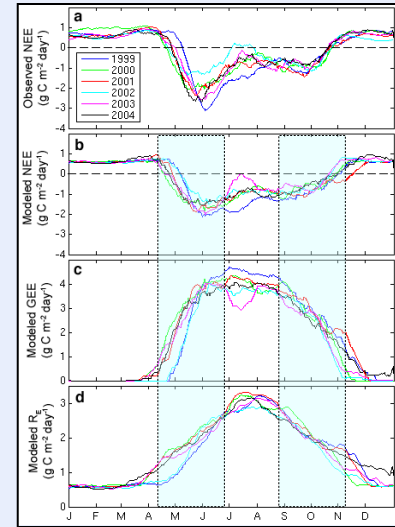 a
Observed NEE
(g C m⁻² day⁻¹)
1
0
-1
-2
-3
-4
1999
2000
2001
2002
2003
2004
b
Modeled NEE
(g C m⁻² day⁻¹)
1
0
-1
-2
-3
-4
c
Modeled GEE
(g C m⁻² day⁻¹)
4
3
2
1
0
d
Modeled R_E
(g C m⁻² day⁻¹)
3
2
1
0
J F M A M J J A S O N D